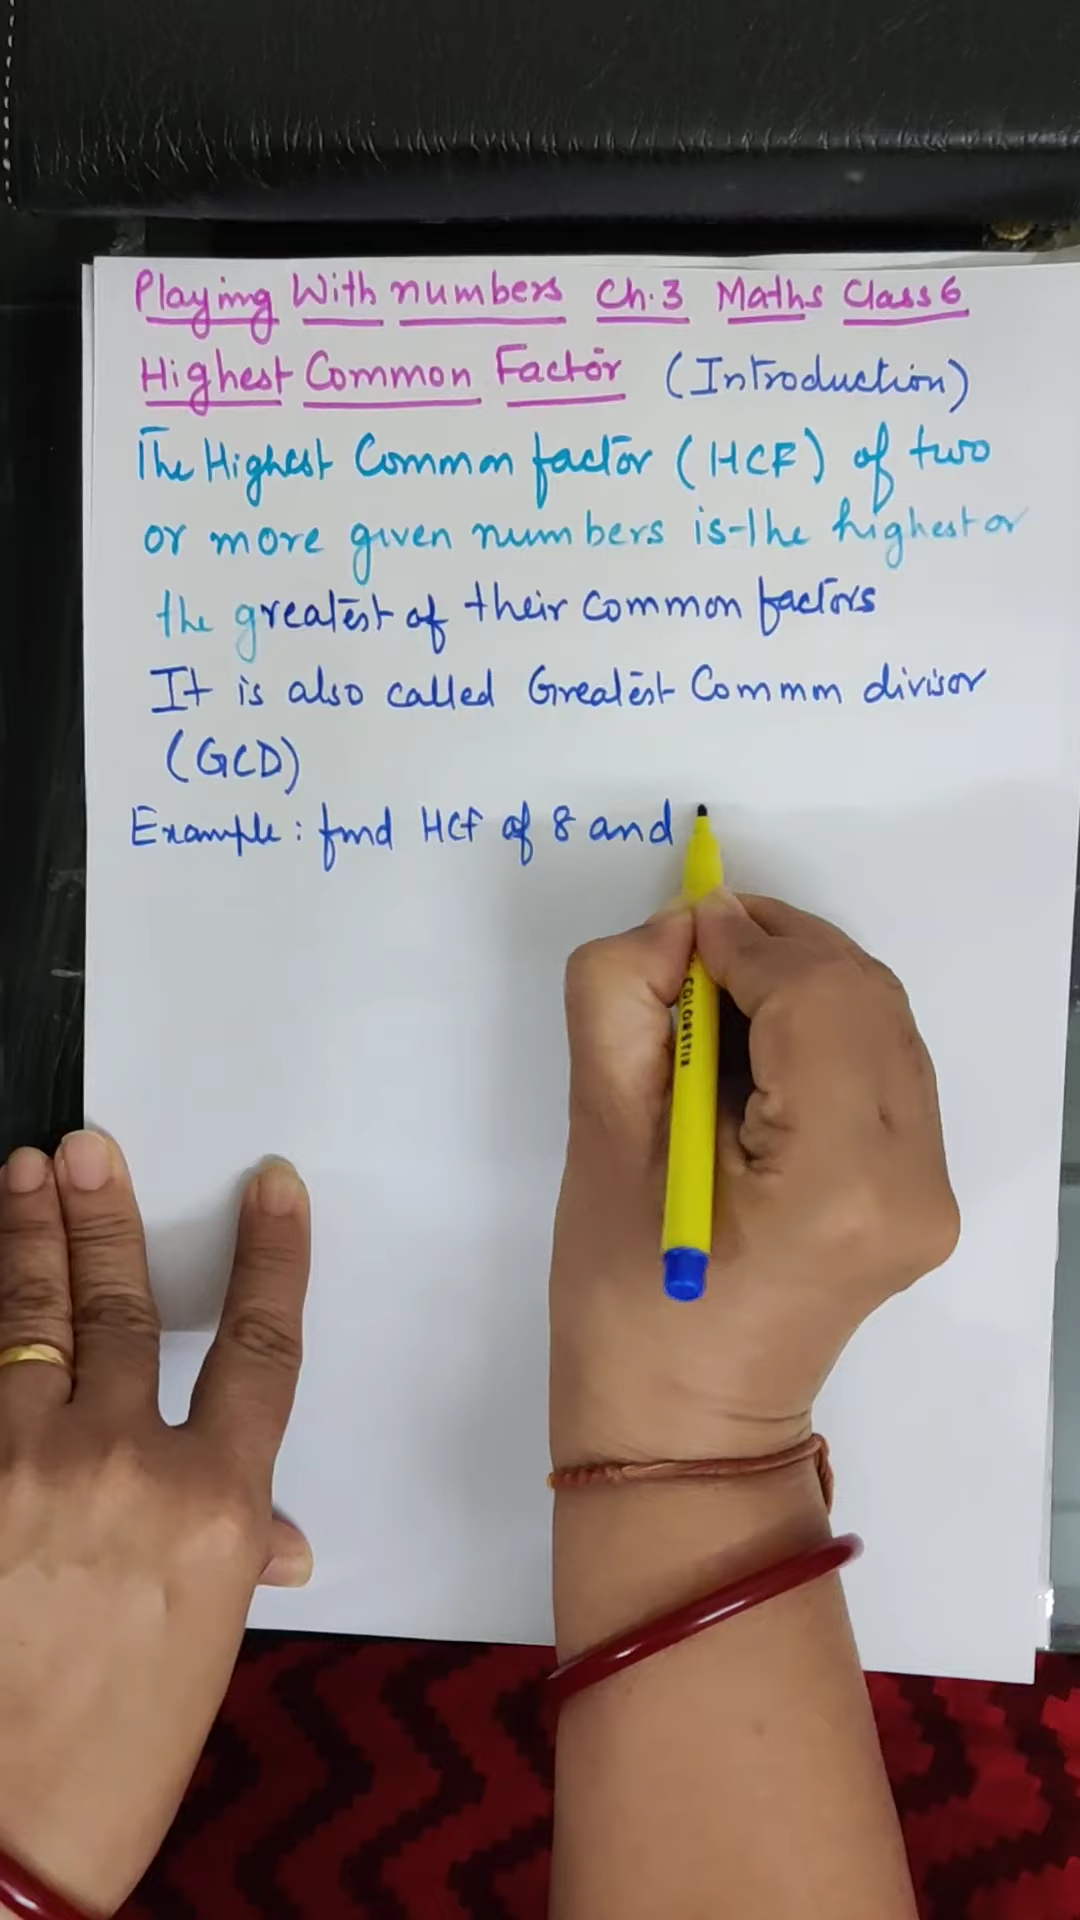 Playing With numbers Ch.3 Maths Class 6
Highest Common Factor (Introduction)
The Highest Common factor (HCF) of two
or more given numbers is the highest or
the greatest of their common factors
It is also called Greatest Common divisor
(GCD)
Example: find HCF of 8 and
COLORSTIX